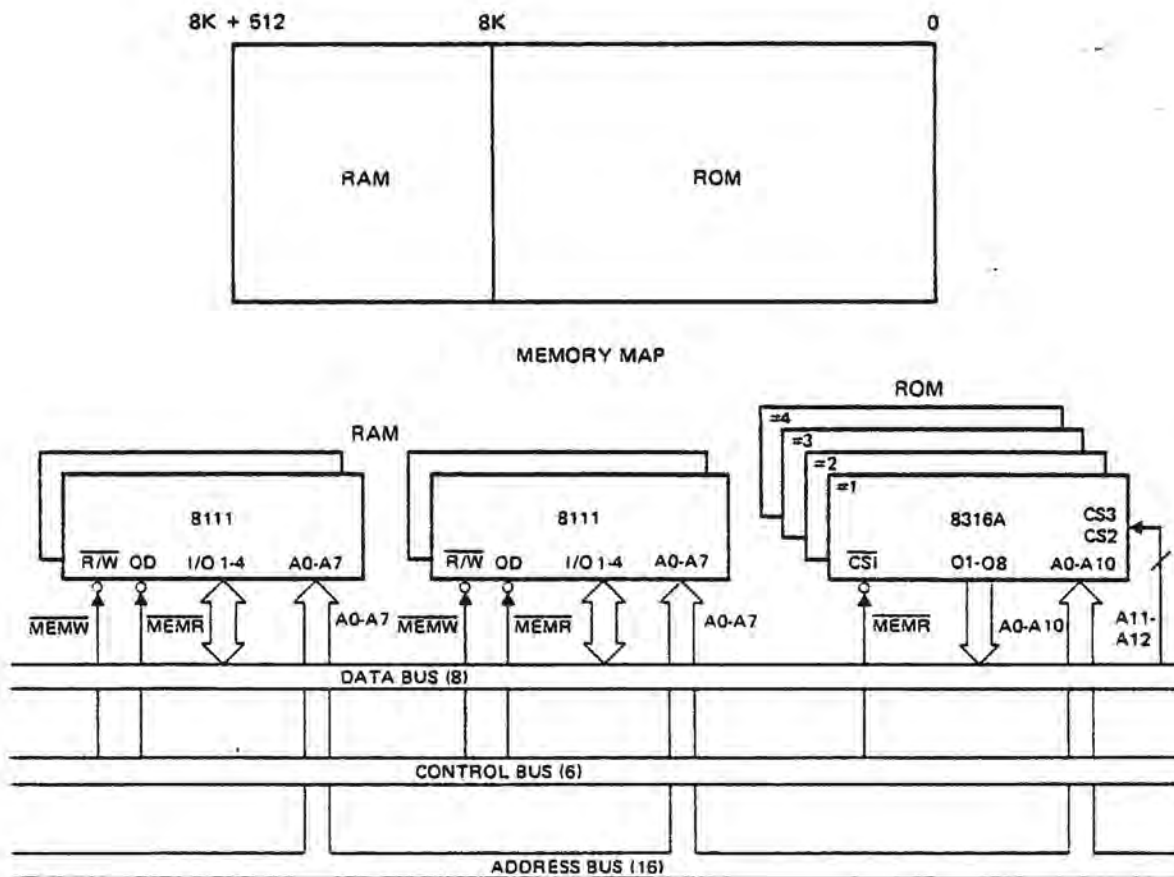 8K + 512
8K
0
RAM
ROM
MEMORY MAP
RAM
ROM
=4
=3
=2
=1
8111
R/W OD I/O 1-4 A0-A7
8111
R/W OD I/O 1-4 A0-A7
8316A
CS3
CS2
CS1 O1-O8 A0-A10
MEMW
MEMR
A0-A7
MEMW
MEMR
A0-A7
MEMR
A0-A10
A11-
A12
DATA BUS (8)
CONTROL BUS (6)
ADDRESS BUS (16)